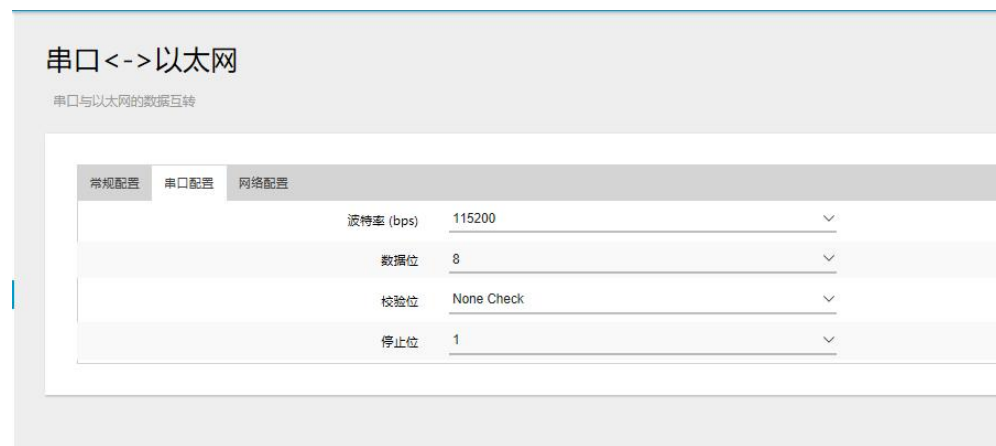 串口<->以太网
串口与以太网的数据互转
常规配置 串口配置 网络配置
波特率 (bps) 115200
数据位 8
校验位 None Check
停止位 1